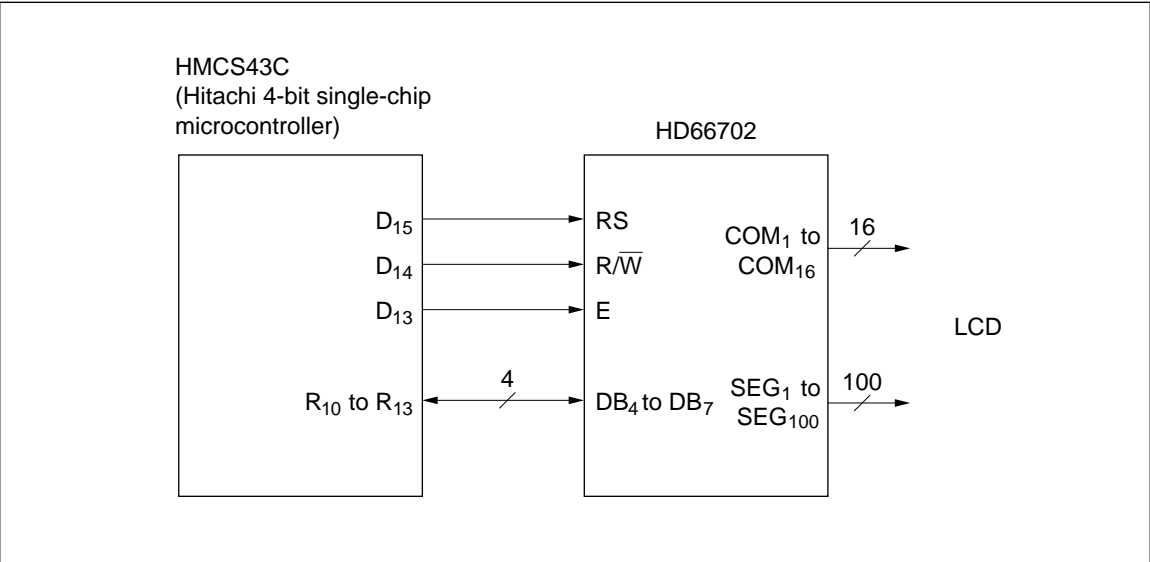 HMCS43C
(Hitachi 4-bit single-chip
microcontroller)
HD66702
D15
RS
D14
R/W̅
D13
E
R10 to R13
4
DB4 to DB7
COM1 to
COM16
16
LCD
SEG1 to
SEG100
100